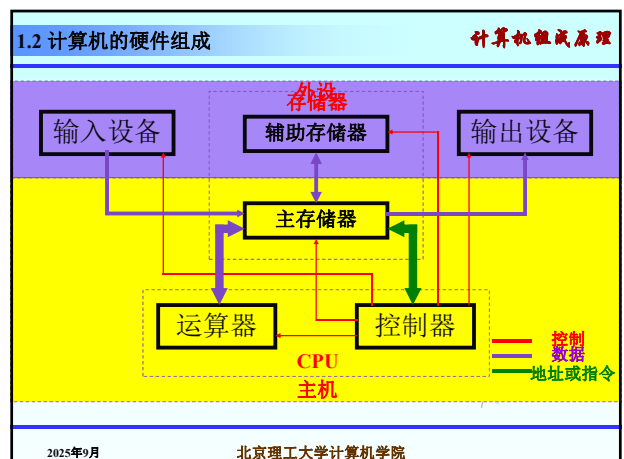 1.2 计算机的硬件组成
计算机组成原理
外设
存储器
输入设备
辅助存储器
输出设备
主存储器
运算器
控制器
CPU
主机
控制
数据
地址或指令
2025年9月
北京理工大学计算机学院